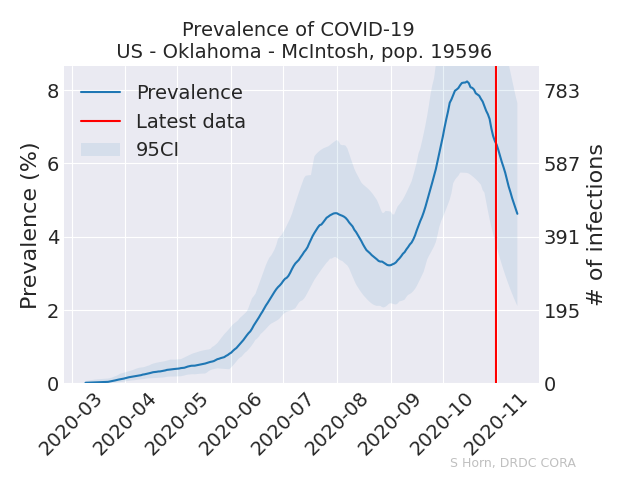 Prevalence of COVID-19
US - Oklahoma - McIntosh, pop. 19596
Prevalence
Latest data
95CI
Prevalence (%)
8
6
4
2
0
783
587
391
195
0
# of infections
2020-03
2020-04
2020-05
2020-06
2020-07
2020-08
2020-09
2020-10
2020-11
S Horn, DRDC CORA